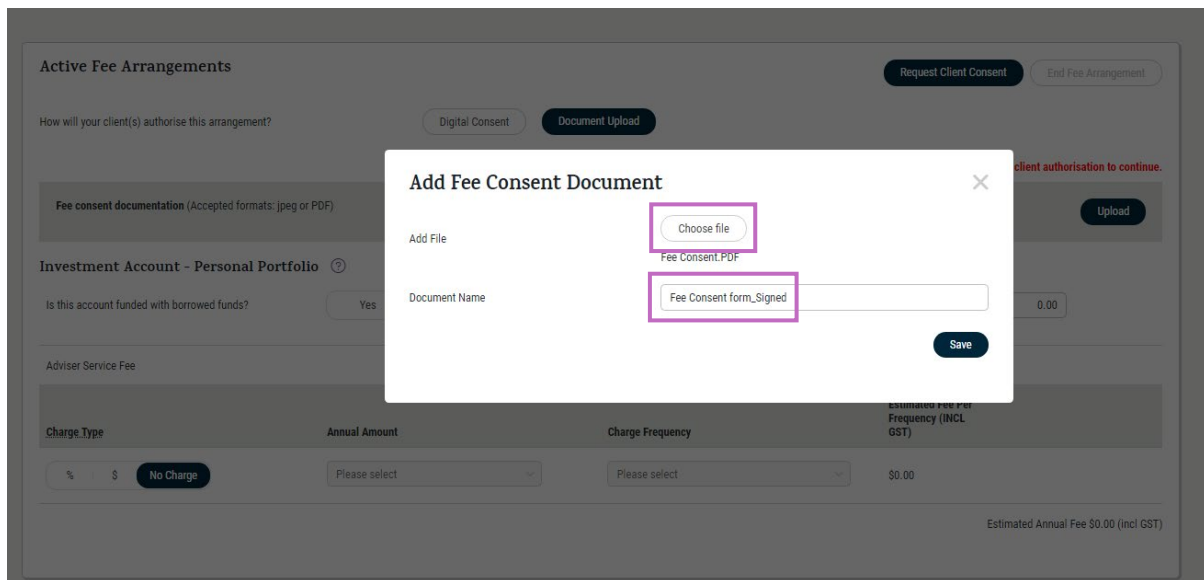 Active Fee Arrangements
Request Client Consent
End Fee Arrangement
How will your client(s) authorise this arrangement?
Digital Consent
Document Upload
client authorisation to continue.
Fee consent documentation (Accepted formats: jpeg or PDF)
Upload
Add Fee Consent Document
Add File
Choose file
Fee Consent.PDF
Document Name
Fee Consent form_Signed
Save
Investment Account - Personal Portfolio ?
Is this account funded with borrowed funds?
Yes
0.00
Adviser Service Fee
Charge Type
Annual Amount
Charge Frequency
Estimated Fee Per
Frequency (INCL
GST)
% $ No Charge
Please select
Please select
$0.00
Estimated Annual Fee $0.00 (incl GST)